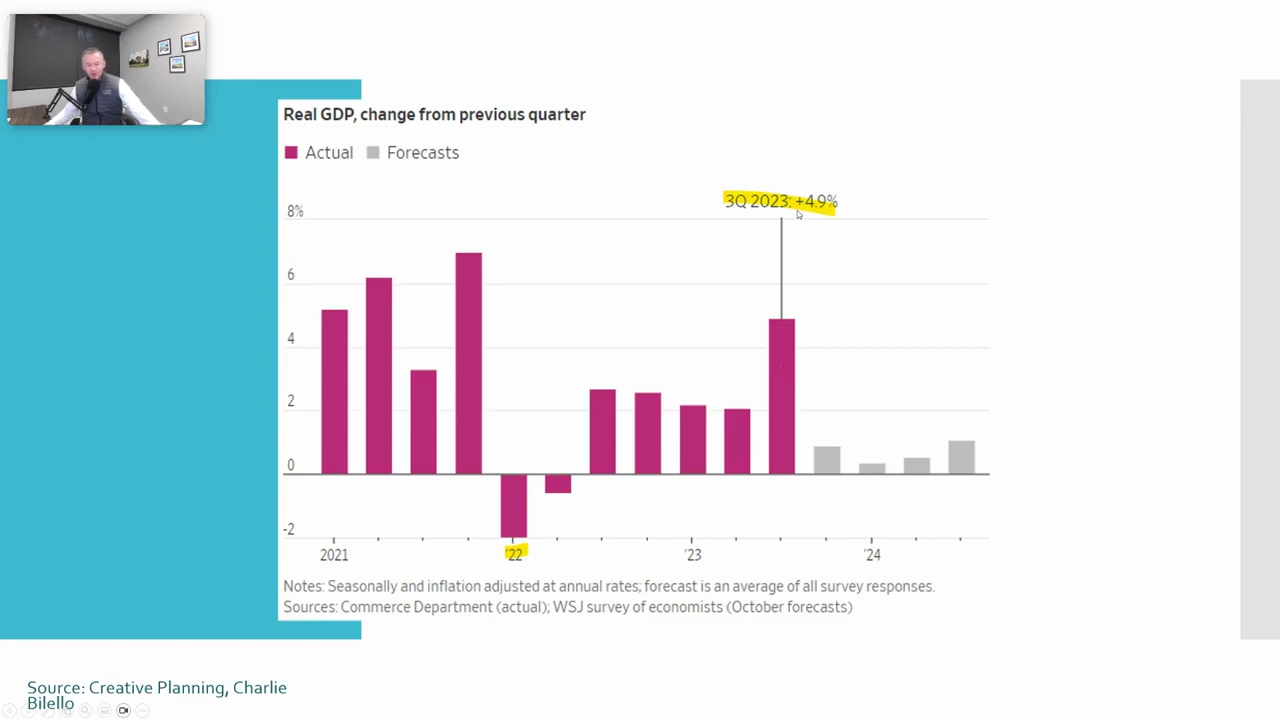 Real GDP, change from previous quarter
Actual Forecasts
3Q 2023: +4.9%
8%
6
4
2
0
-2
2021 '22 '23 '24
Notes: Seasonally and inflation adjusted at annual rates; forecast is an average of all survey responses.
Sources: Commerce Department (actual); WSJ survey of economists (October forecasts)
Source: Creative Planning, Charlie
Bilello